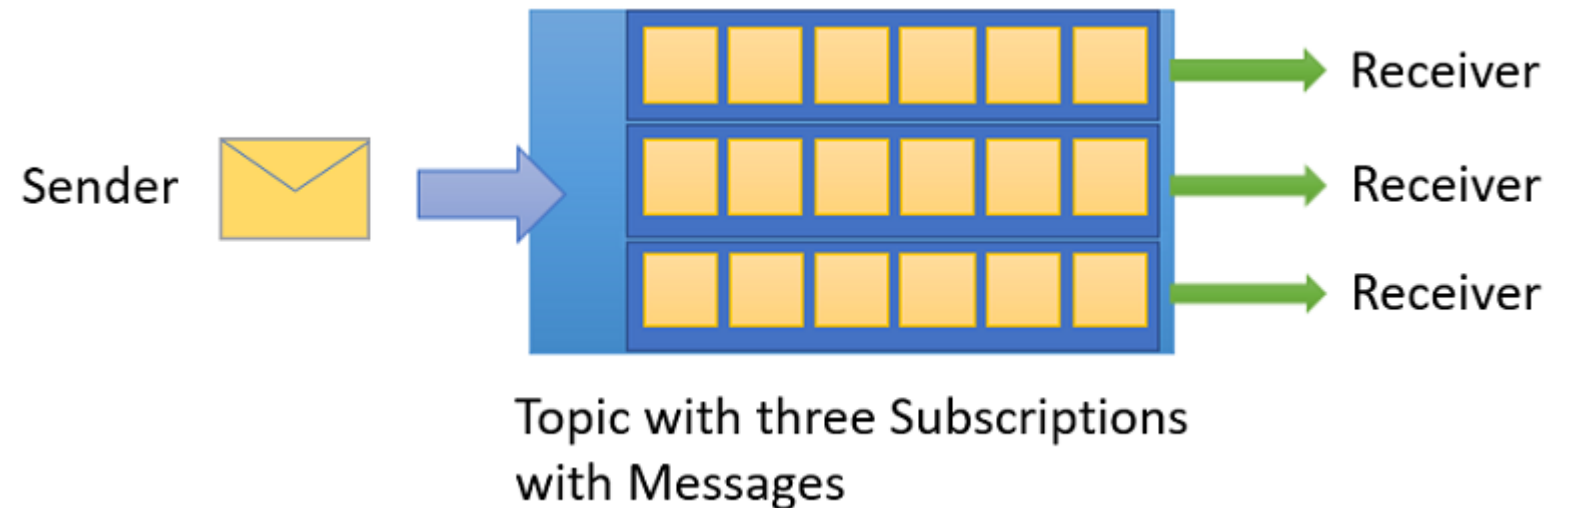 Sender
Receiver
Receiver
Receiver
Topic with three Subscriptions
with Messages